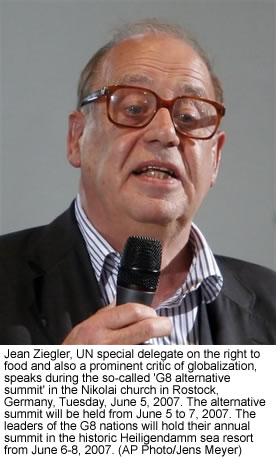 Jean Ziegler, UN special delegate on the right to
food and also a prominent critic of globalization,
speaks during the so-called 'G8 alternative
summit' in the Nikolai church in Rostock,
Germany, Tuesday, June 5, 2007. The alternative
summit will be held from June 5 to 7, 2007. The
leaders of the G8 nations will hold their annual
summit in the historic Heiligendamm sea resort
from June 6-8, 2007. (AP Photo/Jens Meyer)